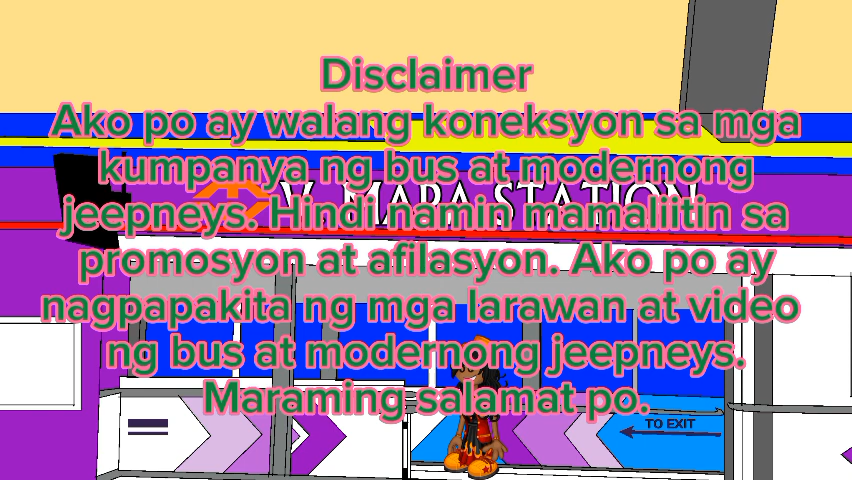 Disclaimer
Ako po ay walang koneksyon sa mga
kumpanya ng bus at modernong
V. MAPA STATION
jeepneys. Hindi namin mamaliitin sa
promosyon at afilasyon. Ako po ay
nagpapakita ng mga larawan at video
ng bus at modernong jeepneys.
Maraming salamat po.
TO EXIT